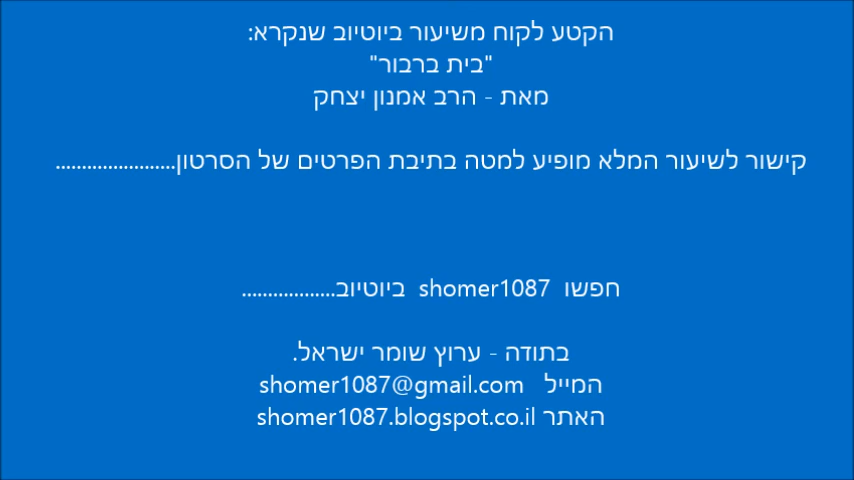 הקטע לקוח משיעור ביוטיוב שנקרא:
"בית ברבור"
מאת - הרב אמנון יצחק
קישור לשיעור המלא מופיע למטה בתיבת הפרטים של הסרטון.......................
חפשו shomer1087 ביוטיוב..................
בתודה - ערוץ שומר ישראל.
המייל shomer1087@gmail.com
האתר shomer1087.blogspot.co.il